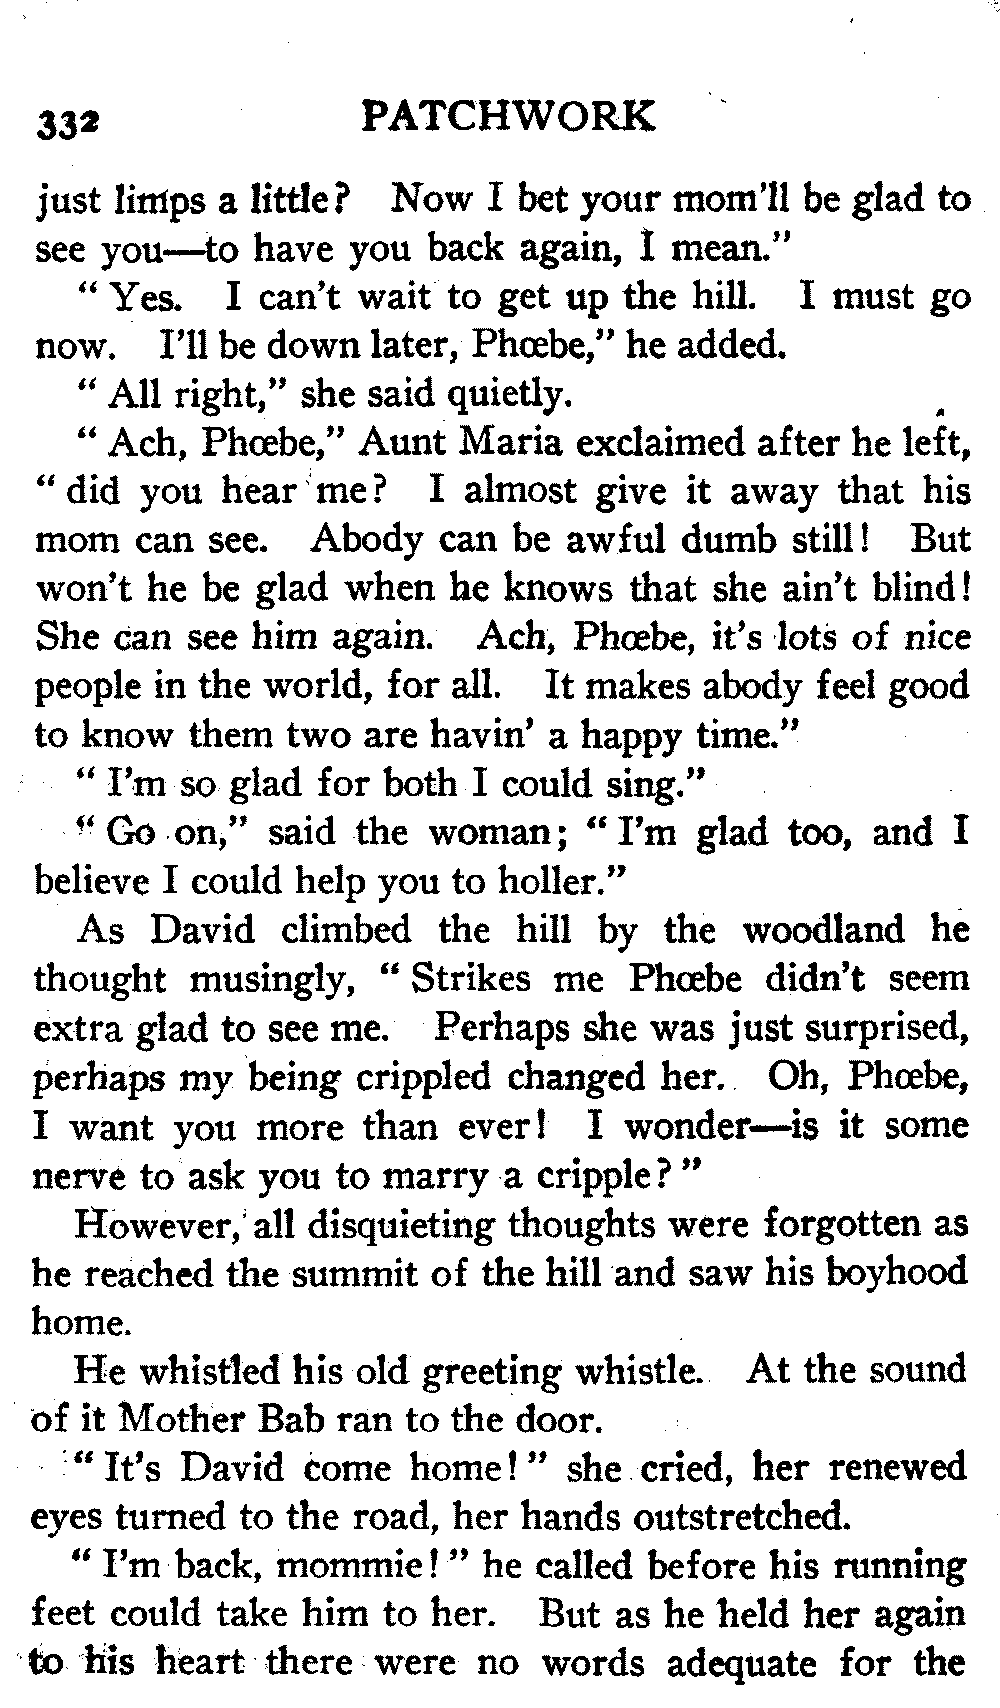 332 PATCHWORK
just limps a little? Now I bet your mom'll be glad to
see you—to have you back again, I mean."
"Yes. I can't wait to get up the hill. I must go
now. I'll be down later, Phœbe," he added.
"All right," she said quietly.
"Ach, Phœbe," Aunt Maria exclaimed after he left,
"did you hear me? I almost give it away that his
mom can see. Abody can be awful dumb still! But
won't he be glad when he knows that she ain't blind!
She can see him again. Ach, Phœbe, it's lots of nice
people in the world, for all. It makes abody feel good
to know them two are havin' a happy time."
"I'm so glad for both I could sing."
"Go on," said the woman; "I'm glad too, and I
believe I could help you to holler."
As David climbed the hill by the woodland he
thought musingly, "Strikes me Phœbe didn't seem
extra glad to see me. Perhaps she was just surprised,
perhaps my being crippled changed her. Oh, Phœbe,
I want you more than ever! I wonder—is it some
nerve to ask you to marry a cripple?"
However, all disquieting thoughts were forgotten as
he reached the summit of the hill and saw his boyhood
home.
He whistled his old greeting whistle. At the sound
of it Mother Bab ran to the door.
"It's David come home!" she cried, her renewed
eyes turned to the road, her hands outstretched.
"I'm back, mommie!" he called before his running
feet could take him to her. But as he held her again
to his heart there were no words adequate for the